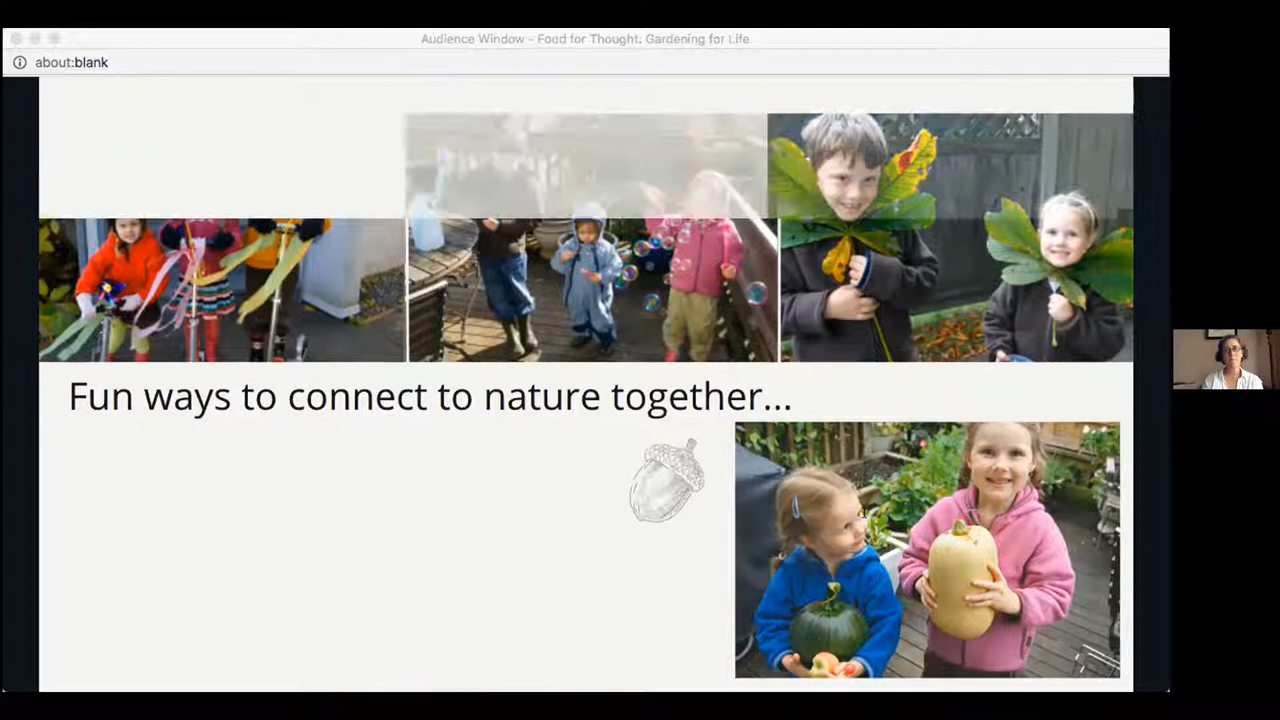 Audience Window – Food for Thought: Gardening for Life
about:blank
Fun ways to connect to nature together...